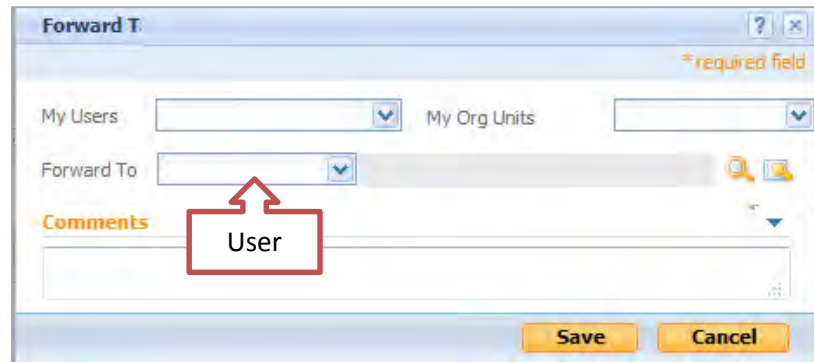 Forward T
? ×
* required field
My Users My Org Units
Forward To
Comments
User
Save Cancel